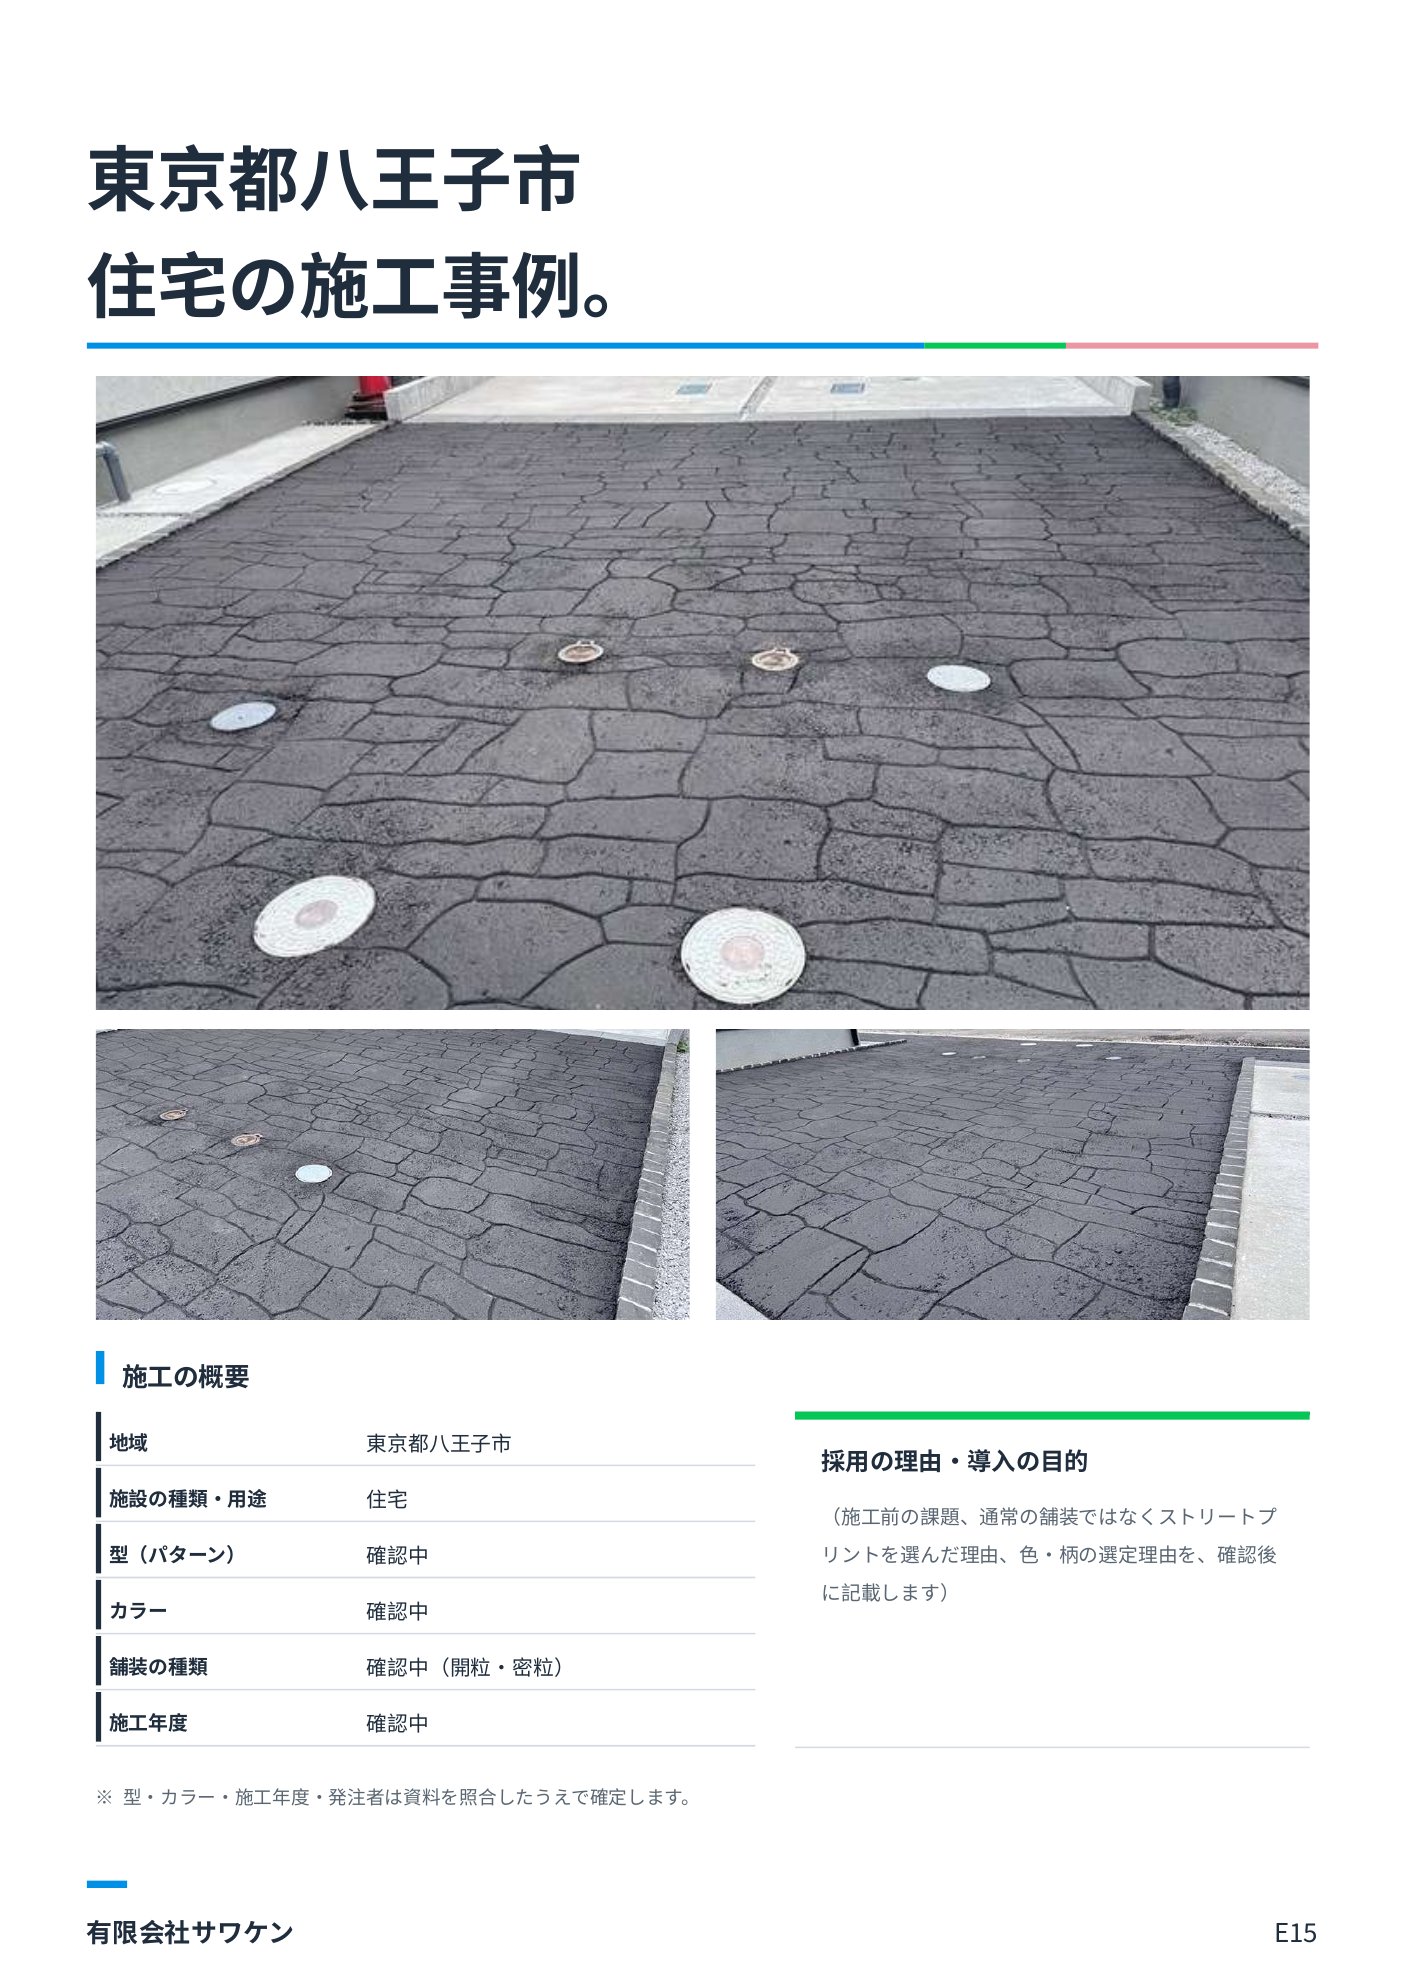 東京都八王子市
住宅の施工事例。
施工の概要
地域 東京都八王子市
施設の種類・用途 住宅
型（パターン） 確認中
カラー 確認中
舗装の種類 確認中（開粒・密粒）
施工年度 確認中
採用の理由・導入の目的
（施工前の課題、通常の舗装ではなくストリートプ
リントを選んだ理由、色・柄の選定理由を、確認後
に記載します）
※ 型・カラー・施工年度・発注者は資料を照合したうえで確定します。
有限会社サワケン
E15